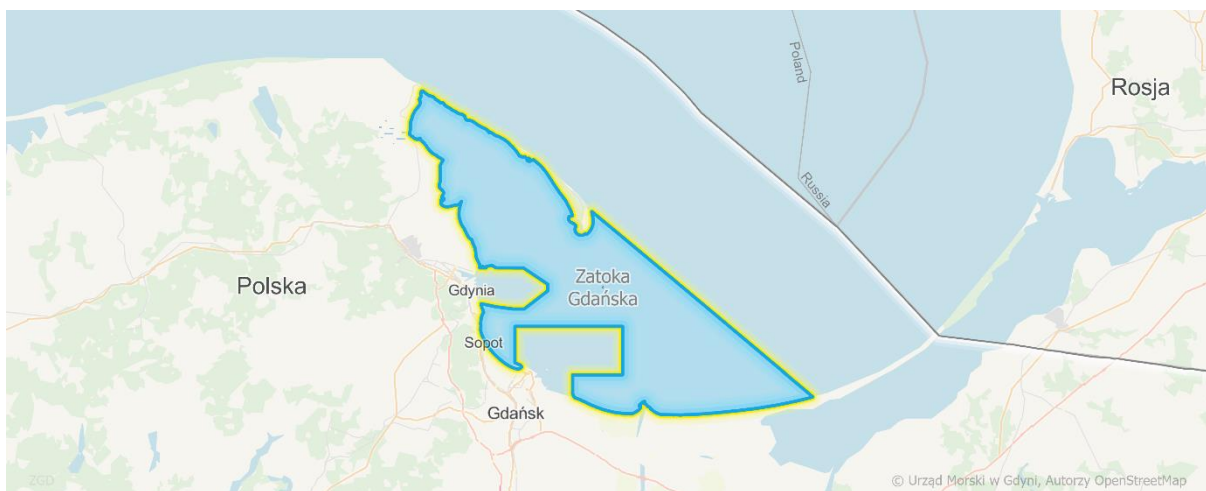 Poland
Rosja
Russia
Zatoka
Gdańska
Polska
Gdynia
Sopot
Gdańsk
ZGD
© Urząd Morski w Gdyni, Autorzy OpenStreetMap